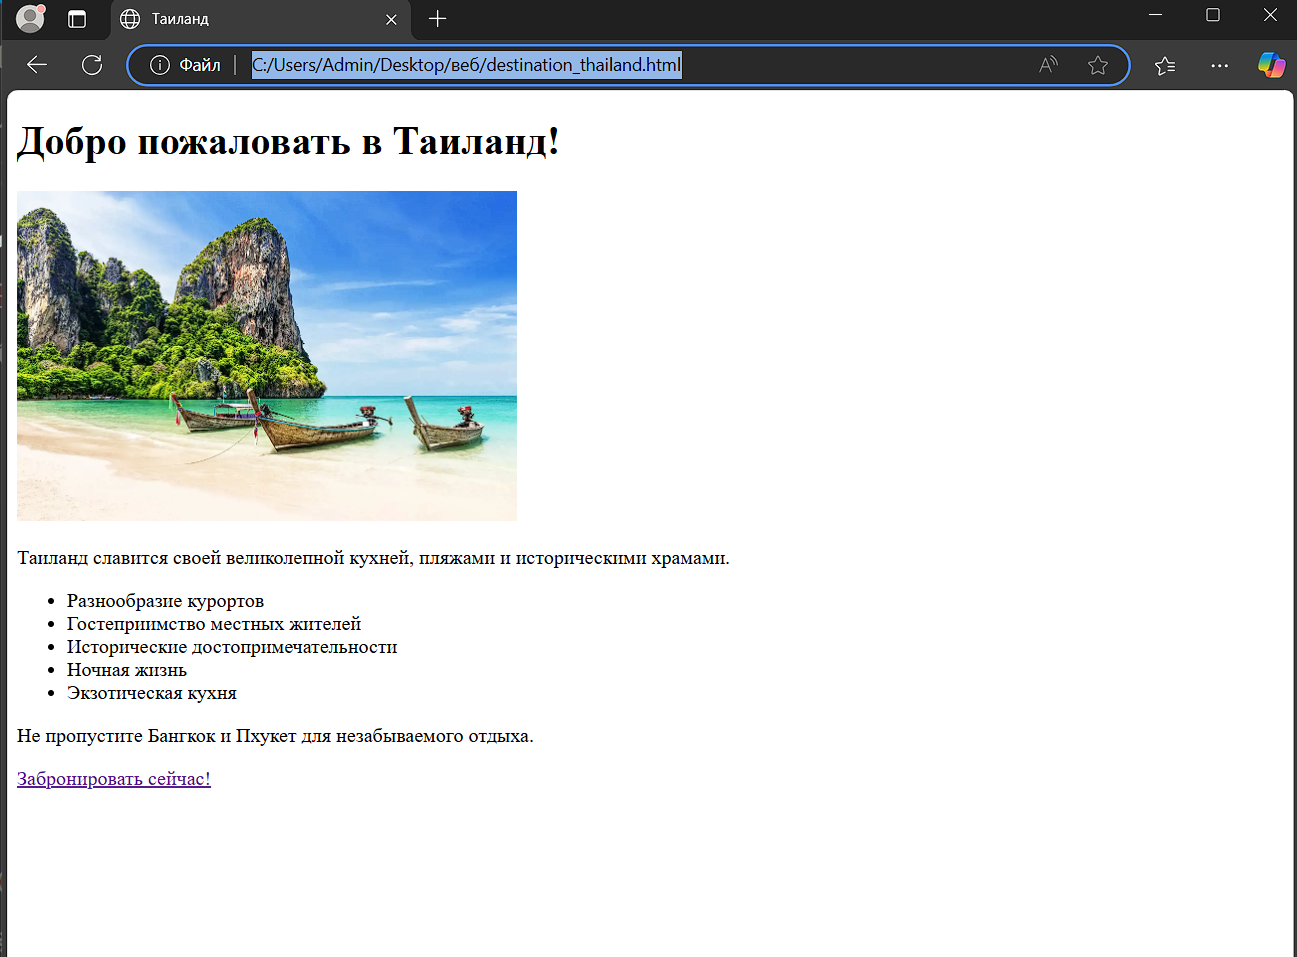 Таиланд
Файл
C:/Users/Admin/Desktop/веб/destination_thailand.html
Добро пожаловать в Таиланд!
Таиланд славится своей великолепной кухней, пляжами и историческими храмами.
• Разнообразие курортов
• Гостеприимство местных жителей
• Исторические достопримечательности
• Ночная жизнь
• Экзотическая кухня
Не пропустите Бангкок и Пхукет для незабываемого отдыха.
Забронировать сейчас!